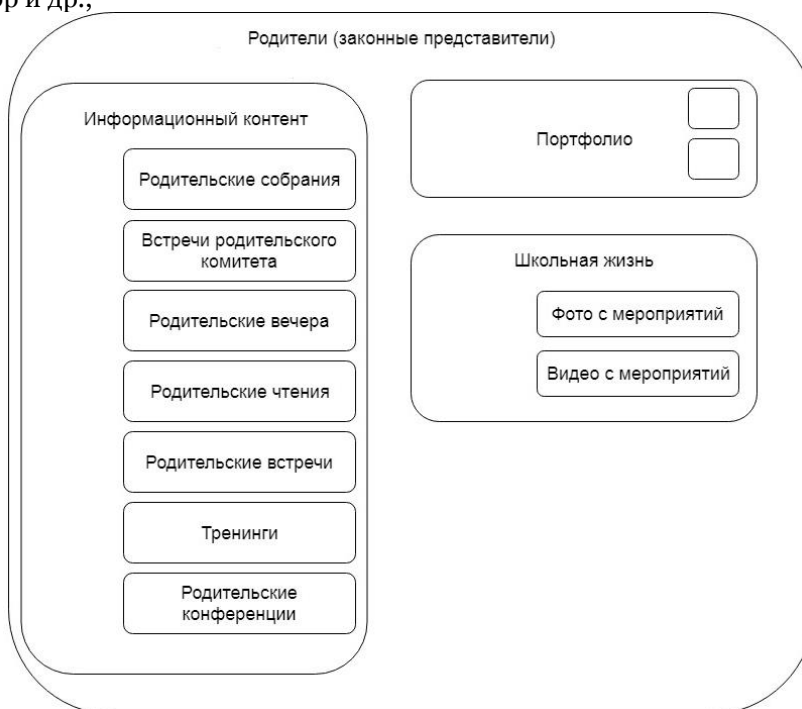 р и др.,
Родители (законные представители)
Информационный контент
Родительские собрания
Встречи родительского
комитета
Родительские вечера
Родительские чтения
Родительские встречи
Тренинги
Родительские
конференции
Портфолио
Школьная жизнь
Фото с мероприятий
Видео с мероприятий